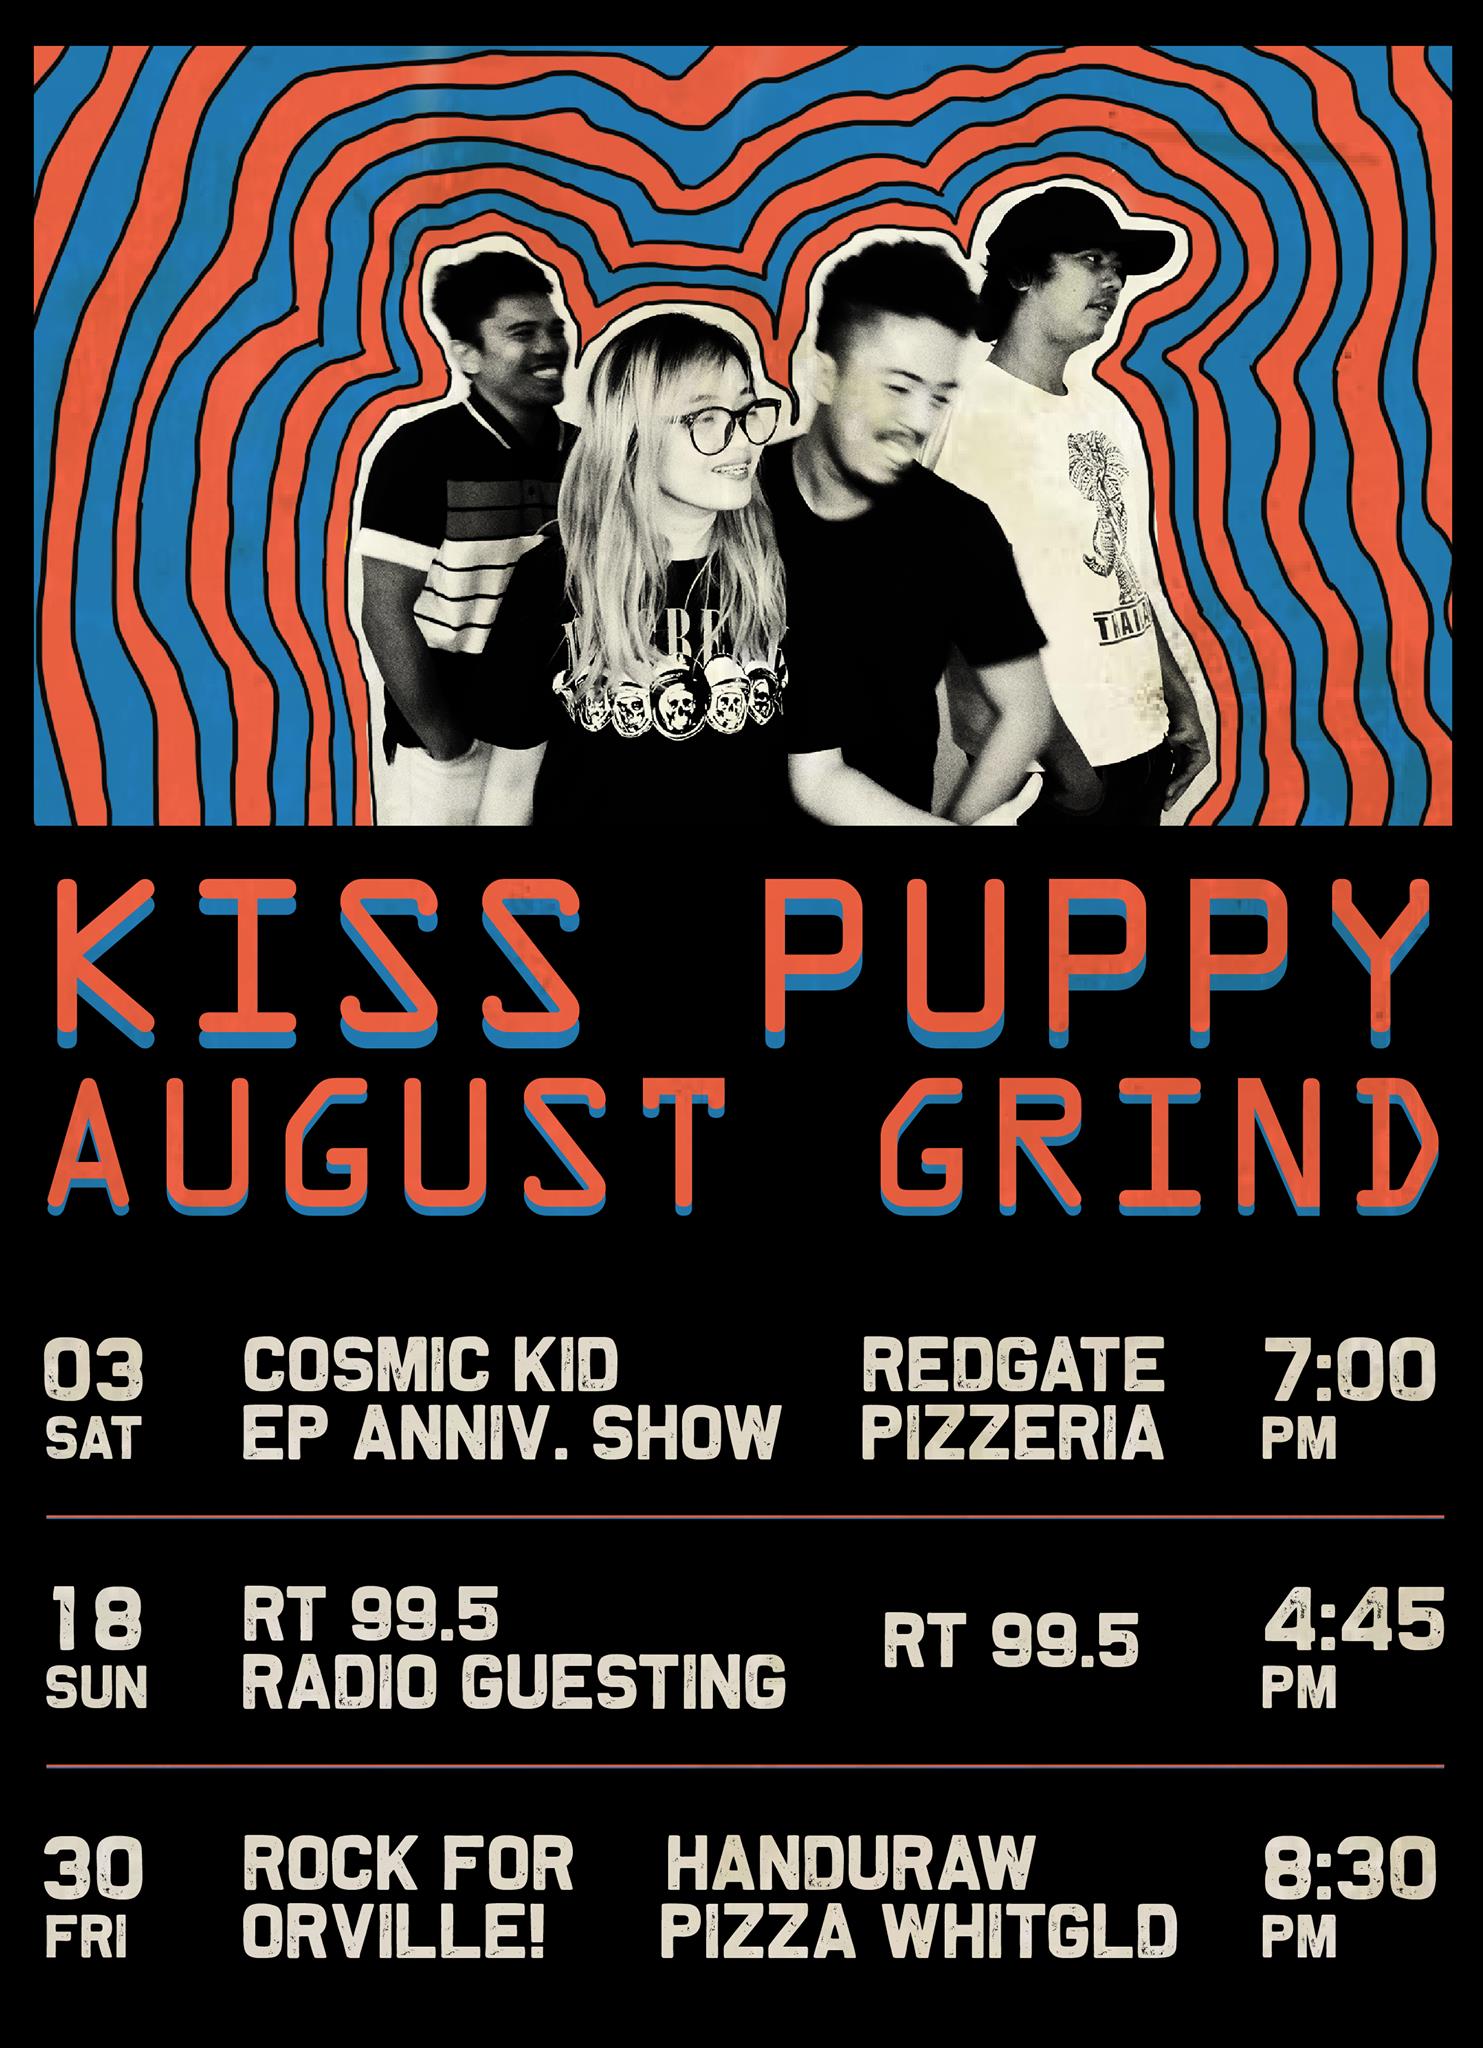 KISS PUPPY
AUGUST GRIND
03
SAT
COSMIC KID
EP ANNIV. SHOW
REDGATE
PIZZERIA
7:00
PM
18
SUN
RT 99.5
RADIO GUESTING
RT 99.5
4:45
PM
30
FRI
ROCK FOR
ORVILLE!
HANDURAW
PIZZA WHITGLD
8:30
PM